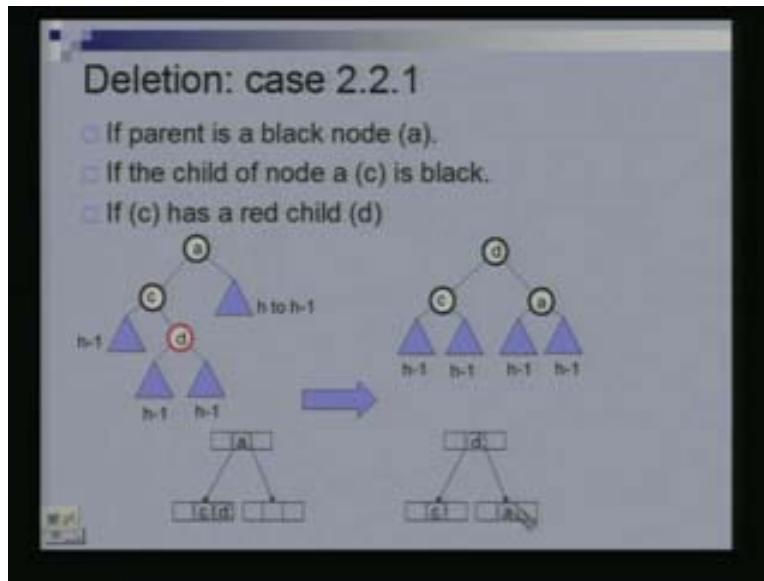 Deletion: case 2.2.1
If parent is a black node (a).
If the child of node a (c) is black.
If (c) has a red child (d)
a
d
c
h to h-1
c
a
h-1
d
h-1
h-1
h-1
h-1
h-1
h-1
a
d
c d
c
a